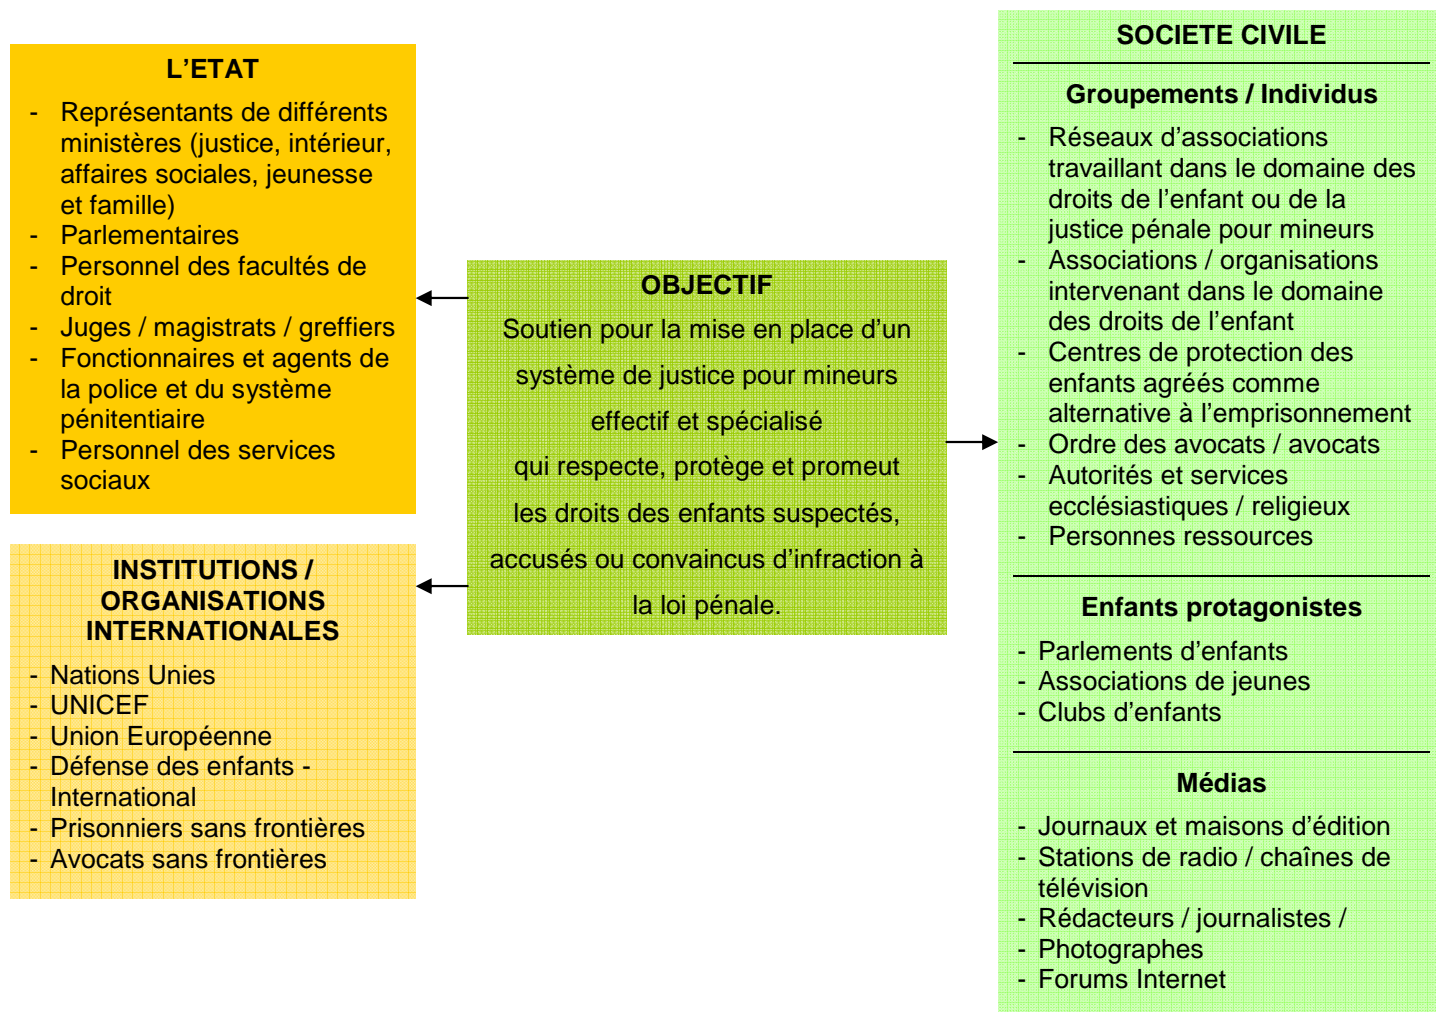 L’ETAT
- Représentants de différents
ministères (justice, intérieur,
affaires sociales, jeunesse
et famille)
- Parlementaires
- Personnel des facultés de
droit
- Juges / magistrats / greffiers
- Fonctionnaires et agents de
la police et du système
pénitentiaire
- Personnel des services
sociaux
INSTITUTIONS /
ORGANISATIONS
INTERNATIONALES
- Nations Unies
- UNICEF
- Union Européenne
- Défense des enfants -
International
- Prisonniers sans frontières
- Avocats sans frontières
OBJECTIF
Soutien pour la mise en place d’un
système de justice pour mineurs
effectif et spécialisé
qui respecte, protège et promeut
les droits des enfants suspectés,
accusés ou convaincus d’infraction à
la loi pénale.
SOCIETE CIVILE
Groupements / Individus
- Réseaux d’associations
travaillant dans le domaine des
droits de l’enfant ou de la
justice pénale pour mineurs
- Associations / organisations
intervenant dans le domaine
des droits de l’enfant
- Centres de protection des
enfants agréés comme
alternative à l’emprisonnement
- Ordre des avocats / avocats
- Autorités et services
ecclésiastiques / religieux
- Personnes ressources
Enfants protagonistes
- Parlements d’enfants
- Associations de jeunes
- Clubs d’enfants
Médias
- Journaux et maisons d’édition
- Stations de radio / chaînes de
télévision
- Rédacteurs / journalistes /
- Photographes
- Forums Internet